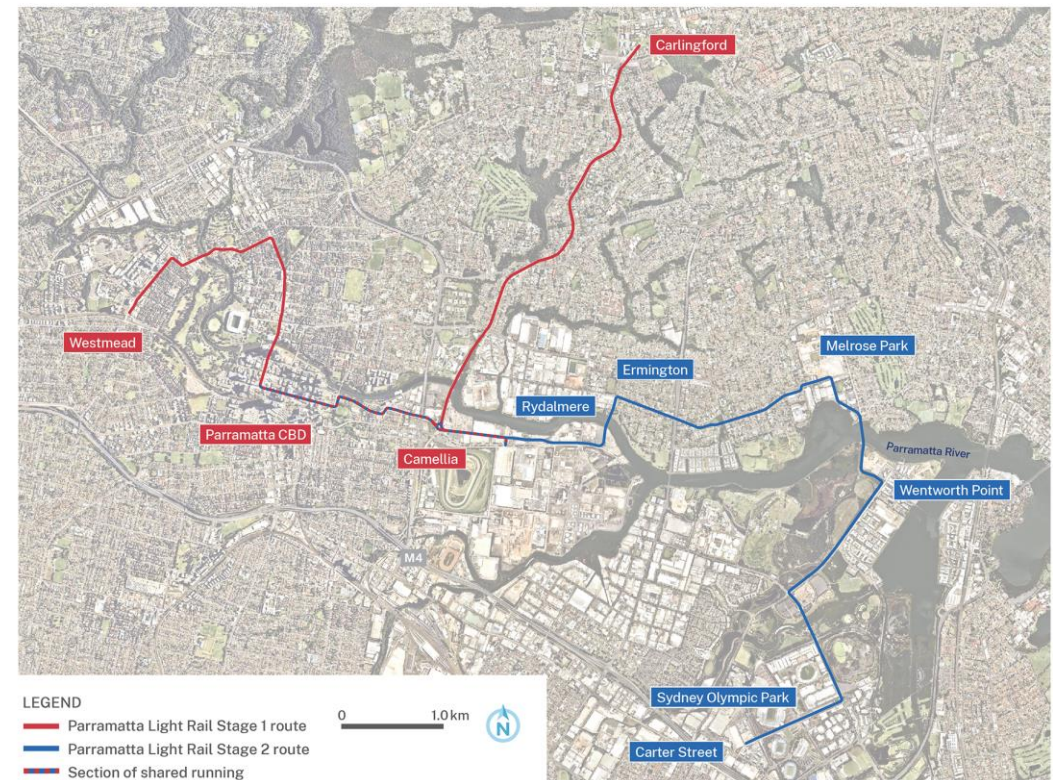 Carlingford
Westmead
Melrose Park
Ermington
Rydalmere
Parramatta CBD
Camellia
Parramatta River
Wentworth Point
M4
Sydney Olympic Park
Carter Street
LEGEND
Parramatta Light Rail Stage 1 route
Parramatta Light Rail Stage 2 route
Section of shared running
0 1.0 km
N